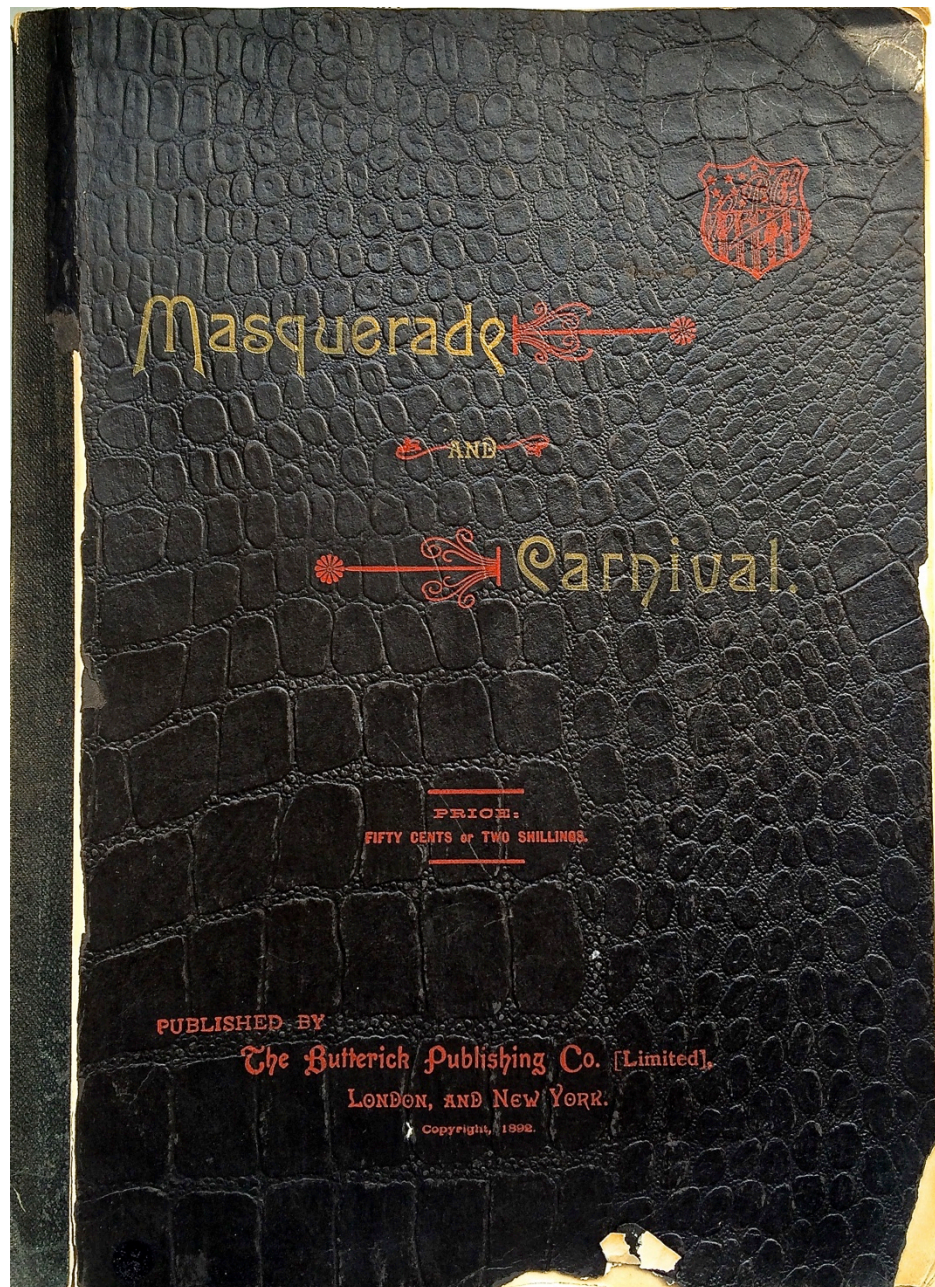 Masquerade
AND
Carnival.
PRICE:
FIFTY CENTS or TWO SHILLINGS.
PUBLISHED BY
The Butterick Publishing Co. [Limited],
LONDON, AND NEW YORK.
Copyright, 1892.